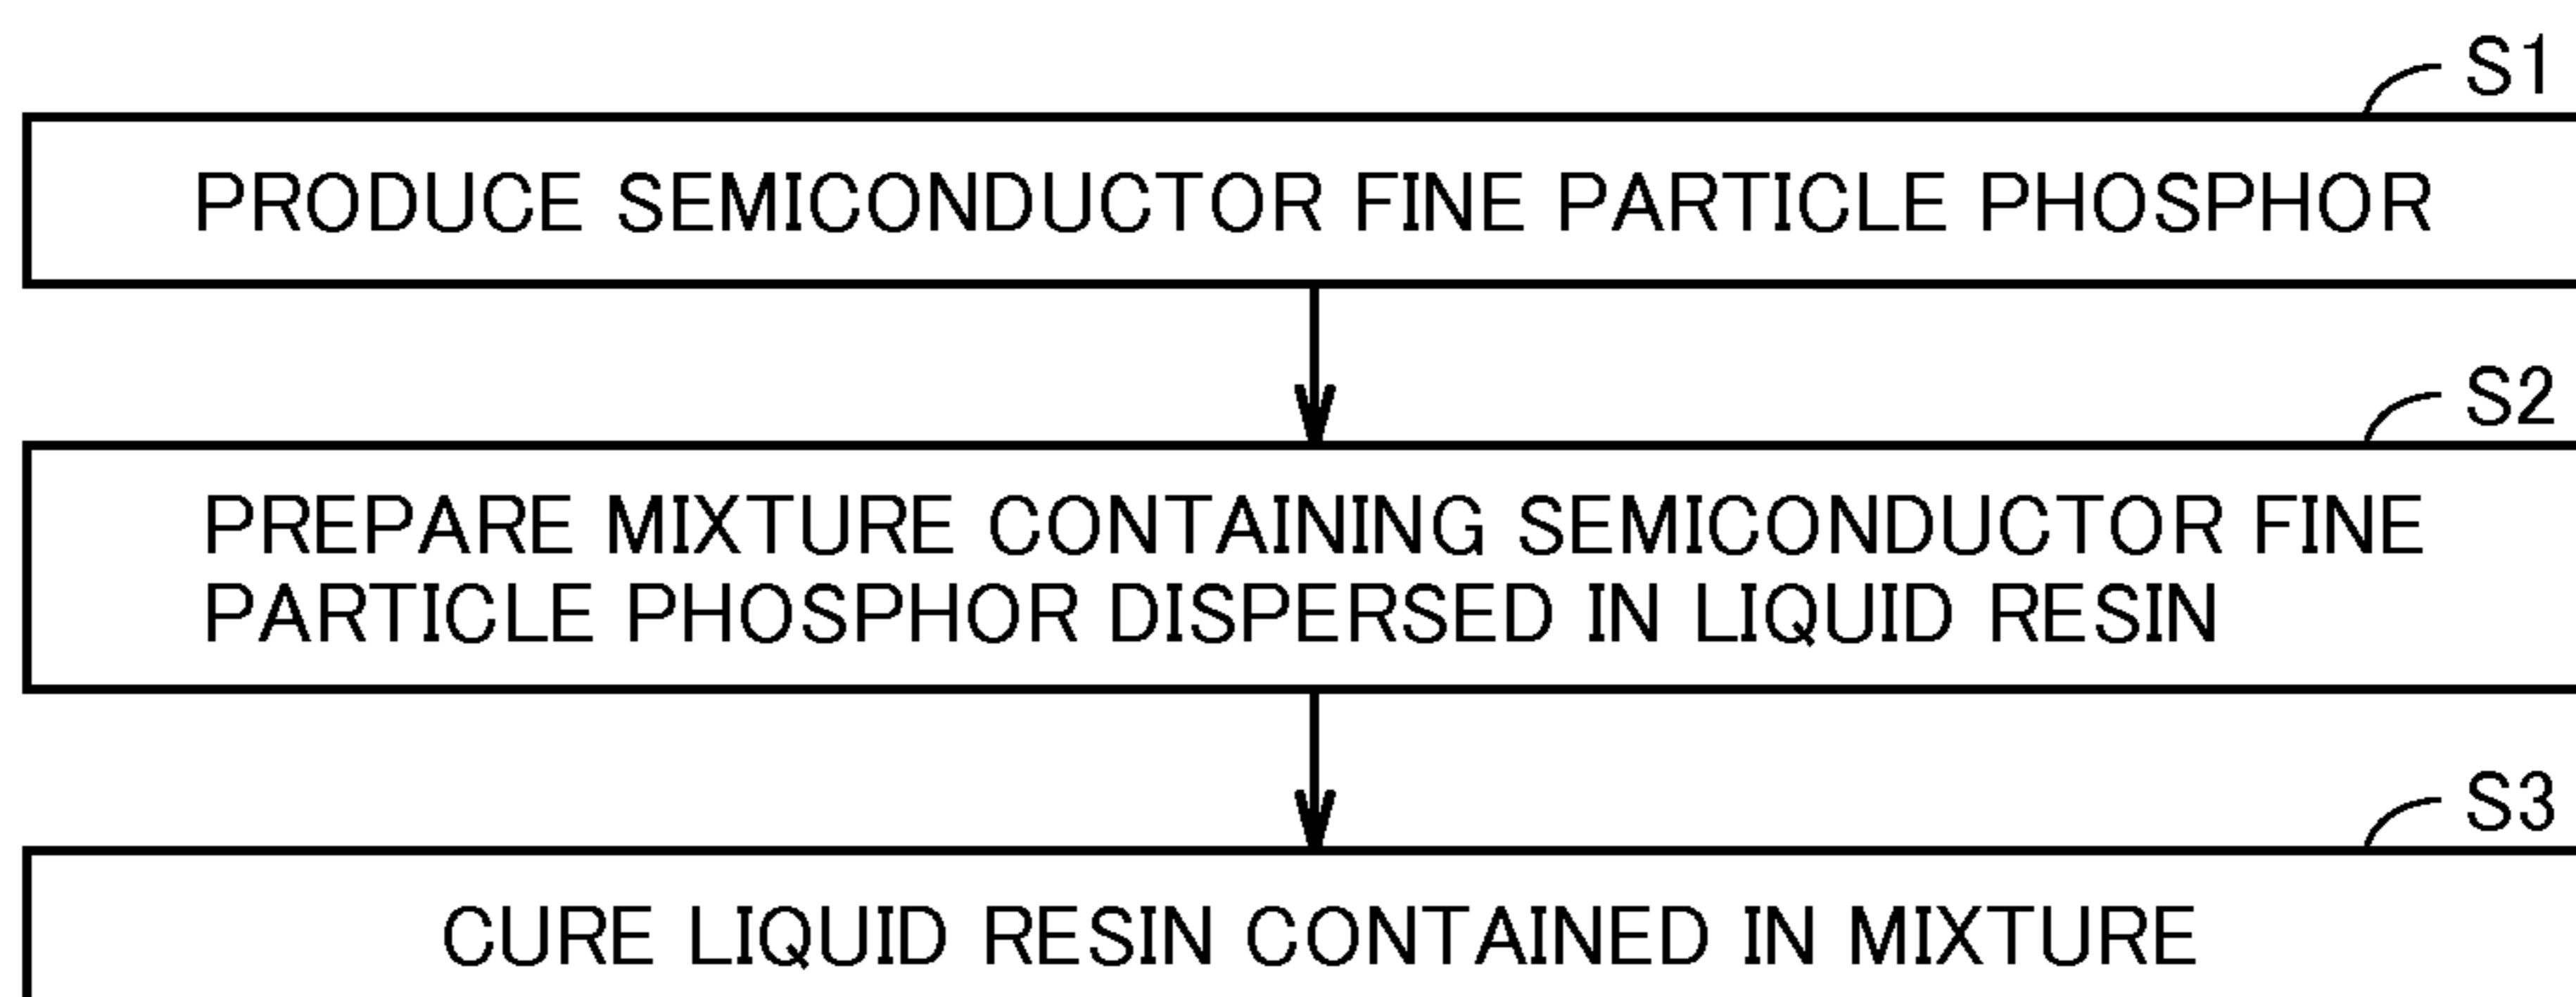 S1
PRODUCE SEMICONDUCTOR FINE PARTICLE PHOSPHOR
S2
PREPARE MIXTURE CONTAINING SEMICONDUCTOR FINE
PARTICLE PHOSPHOR DISPERSED IN LIQUID RESIN
S3
CURE LIQUID RESIN CONTAINED IN MIXTURE